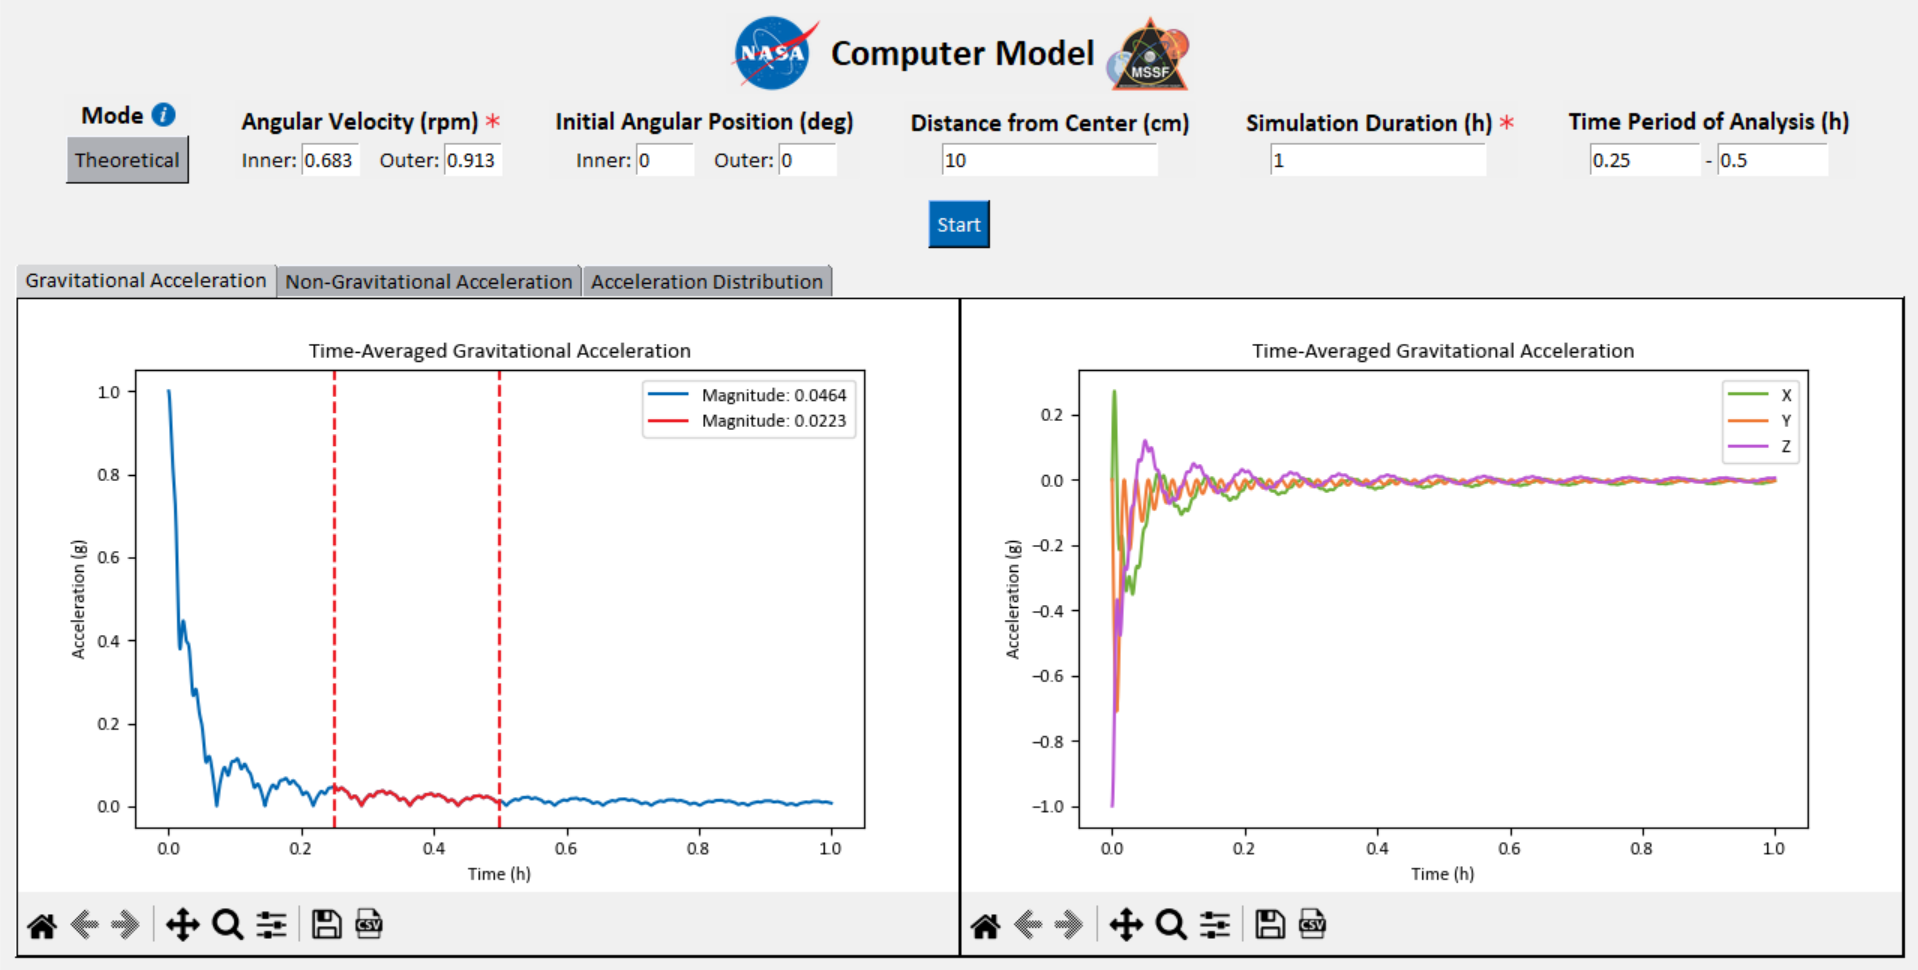 NASA Computer Model MSSF
Mode i Angular Velocity (rpm) * Initial Angular Position (deg) Distance from Center (cm) Simulation Duration (h) * Time Period of Analysis (h)
Theoretical Inner: 0.683 Outer: 0.913 Inner: 0 Outer: 0 10 1 0.25 - 0.5
Start
Gravitational Acceleration Non-Gravitational Acceleration Acceleration Distribution
Time-Averaged Gravitational Acceleration
Magnitude: 0.0464
Magnitude: 0.0223
Acceleration (g)
1.0
0.8
0.6
0.4
0.2
0.0
0.0 0.2 0.4 0.6 0.8 1.0
Time (h)
CSV
Time-Averaged Gravitational Acceleration
X
Y
Z
Acceleration (g)
0.2
0.0
−0.2
−0.4
−0.6
−0.8
−1.0
0.0 0.2 0.4 0.6 0.8 1.0
Time (h)
CSV